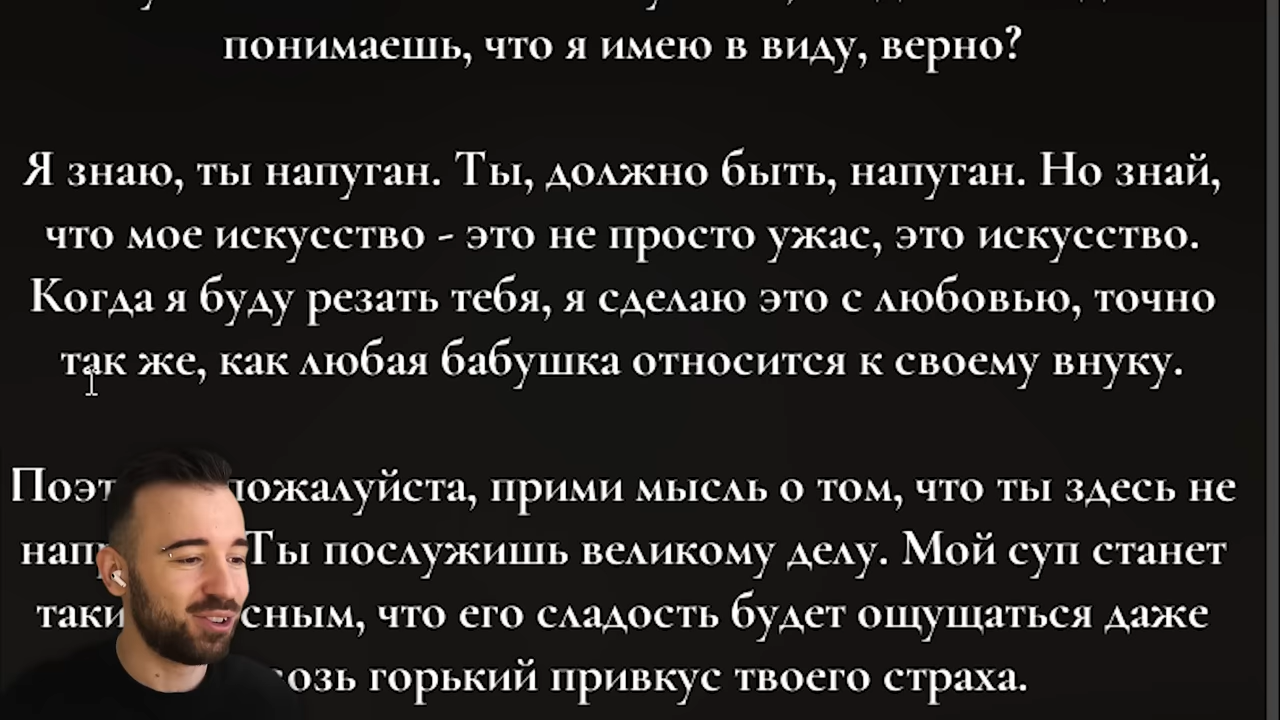 понимаешь, что я имею в виду, верно?
Я знаю, ты напуган. Ты, должно быть, напуган. Но знай,
что мое искусство - это не просто ужас, это искусство.
Когда я буду резать тебя, я сделаю это с любовью, точно
так же, как любая бабушка относится к своему внуку.
пожалуйста, прими мысль о том, что ты здесь не
Ты послужишь великому делу. Мой суп станет
что его сладость будет ощущаться даже
горький привкус твоего страха.